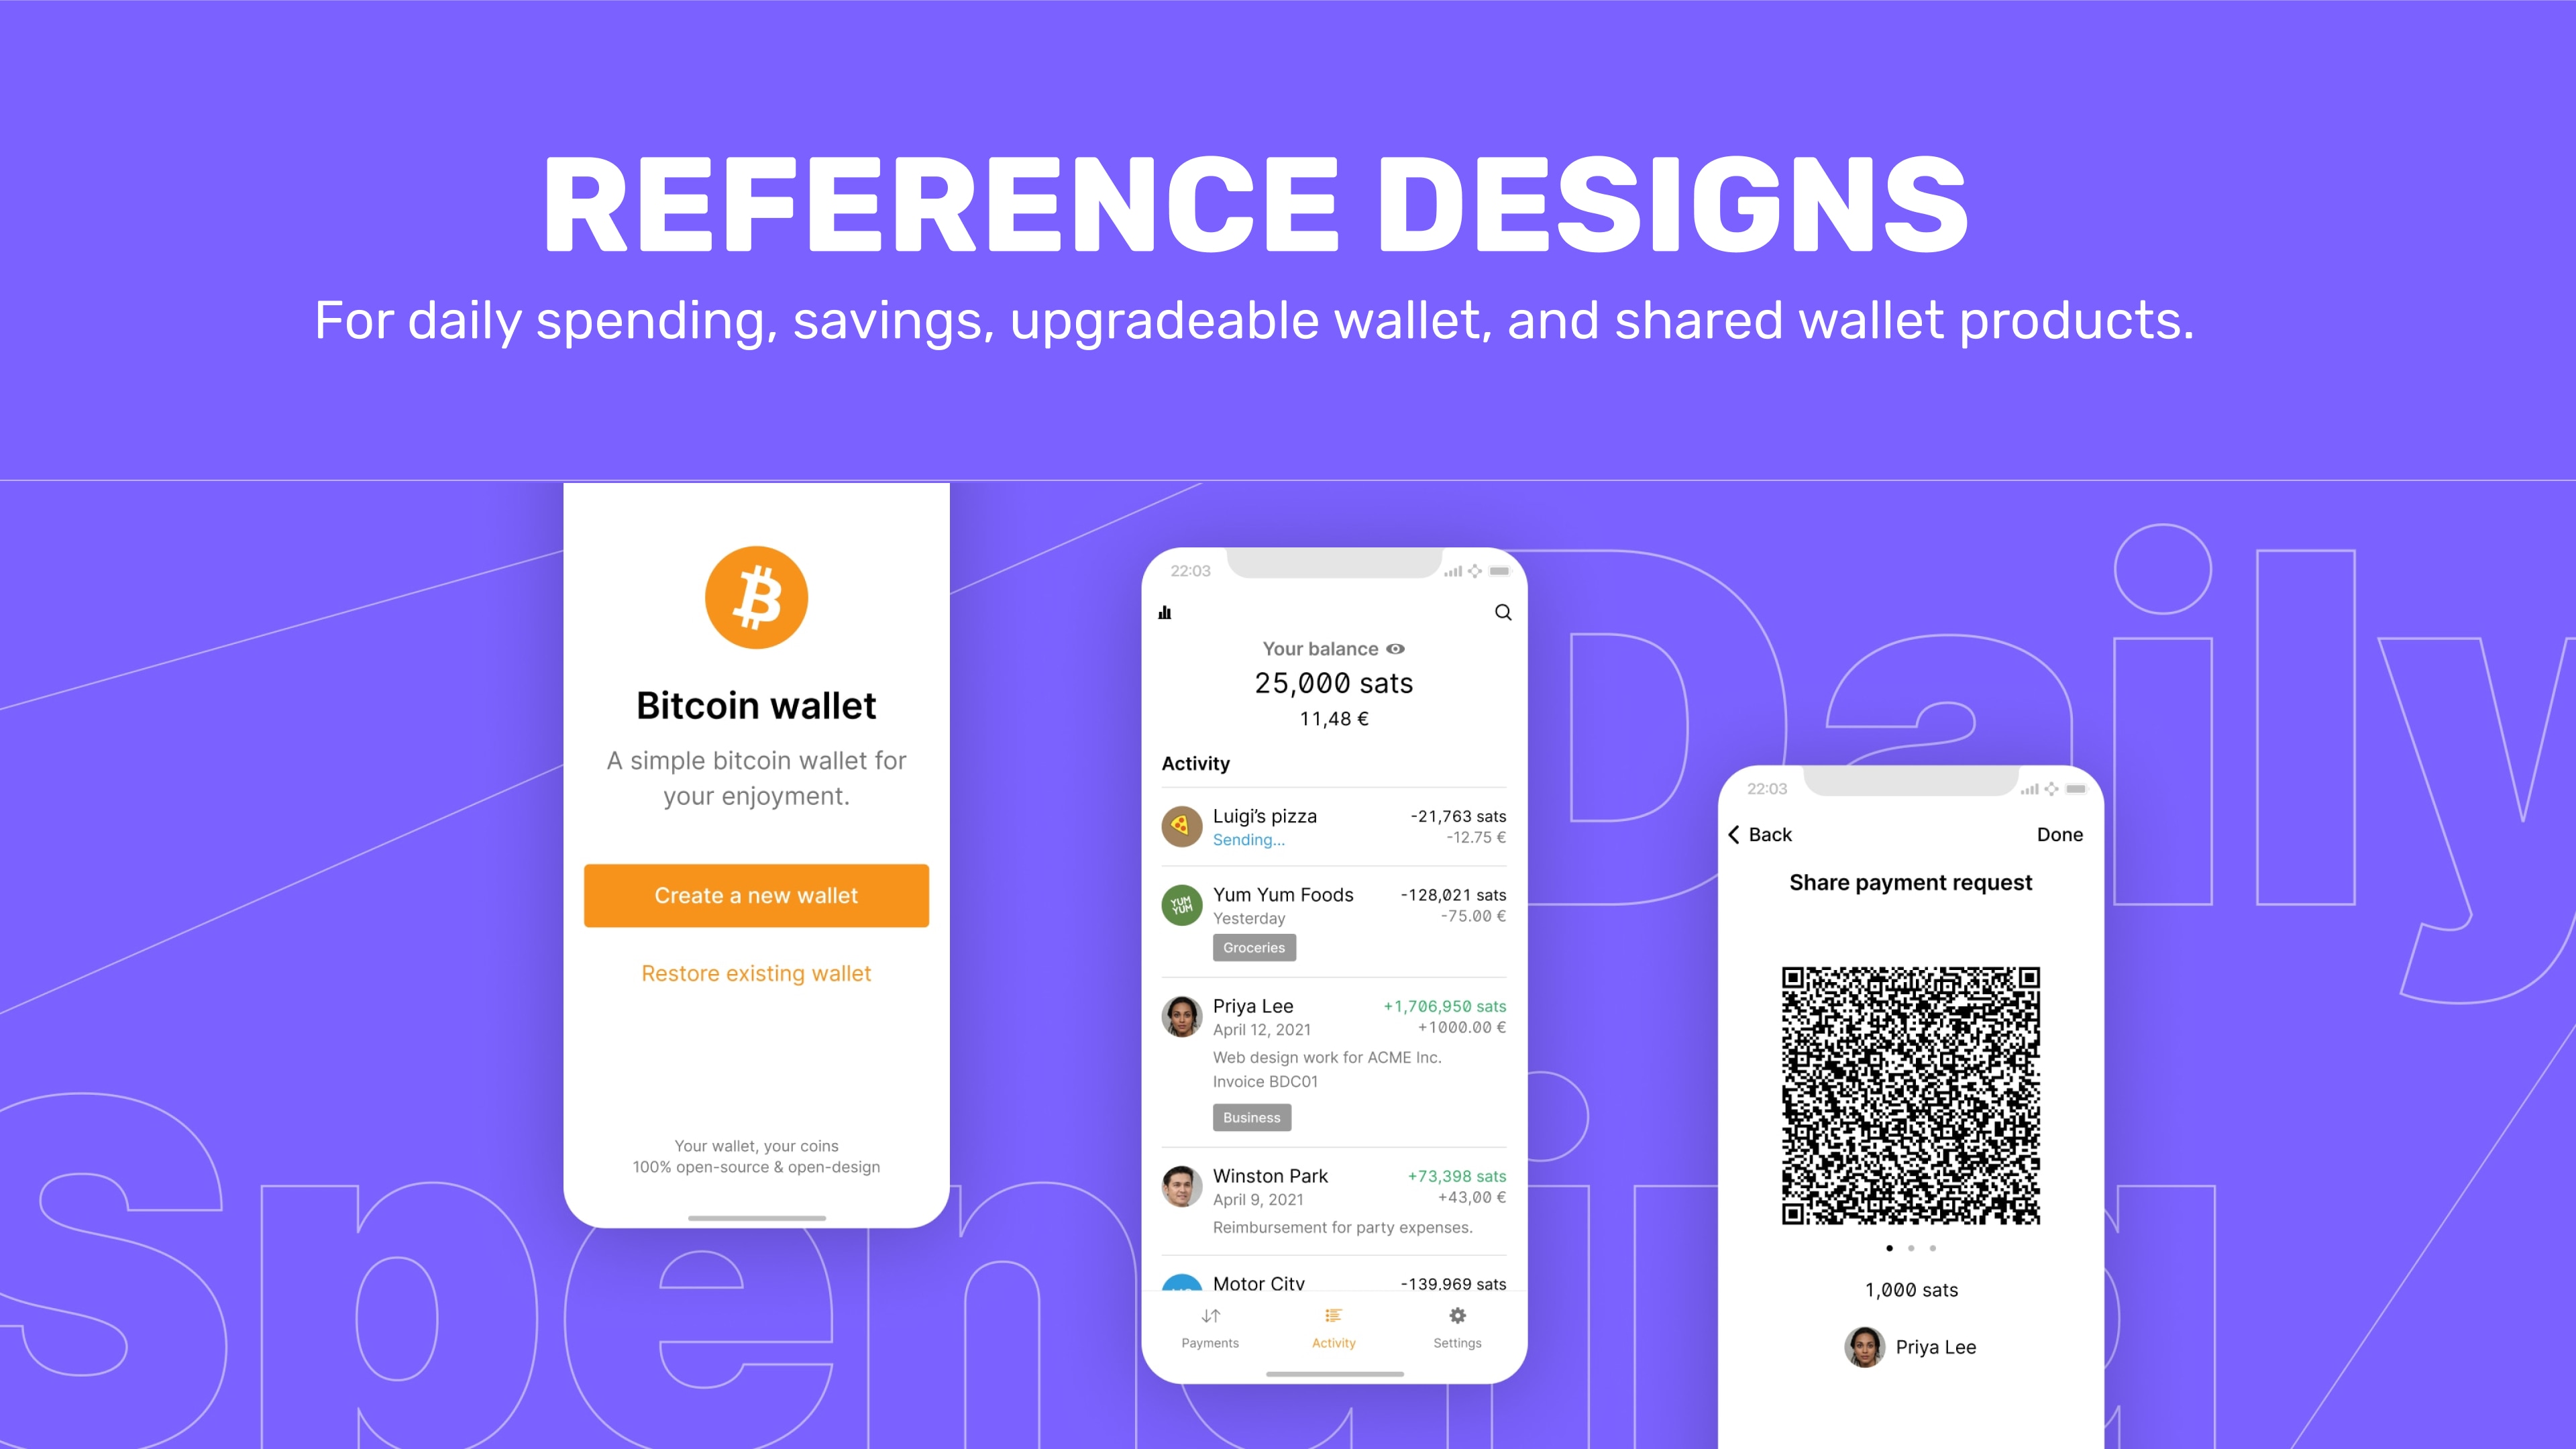 REFERENCE DESIGNS
For daily spending, savings, upgradeable wallet, and shared wallet products.
Daily
Spending
Bitcoin wallet
A simple bitcoin wallet for
your enjoyment.
Create a new wallet
Restore existing wallet
Your wallet, your coins
100% open-source & open-design
22:03
Your balance
25,000 sats
11,48 €
Activity
Luigi's pizza
-21,763 sats
Sending...
-12.75 €
YUM
YUM
Yum Yum Foods
-128,021 sats
Yesterday
-75.00 €
Groceries
Priya Lee
+1,706,950 sats
April 12, 2021
+1000.00 €
Web design work for ACME Inc.
Invoice BDC01
Business
Winston Park
+73,398 sats
April 9, 2021
+43,00 €
Reimbursement for party expenses.
Motor City
-139,969 sats
Payments
Activity
Settings
22:03
Back
Done
Share payment request
1,000 sats
Priya Lee